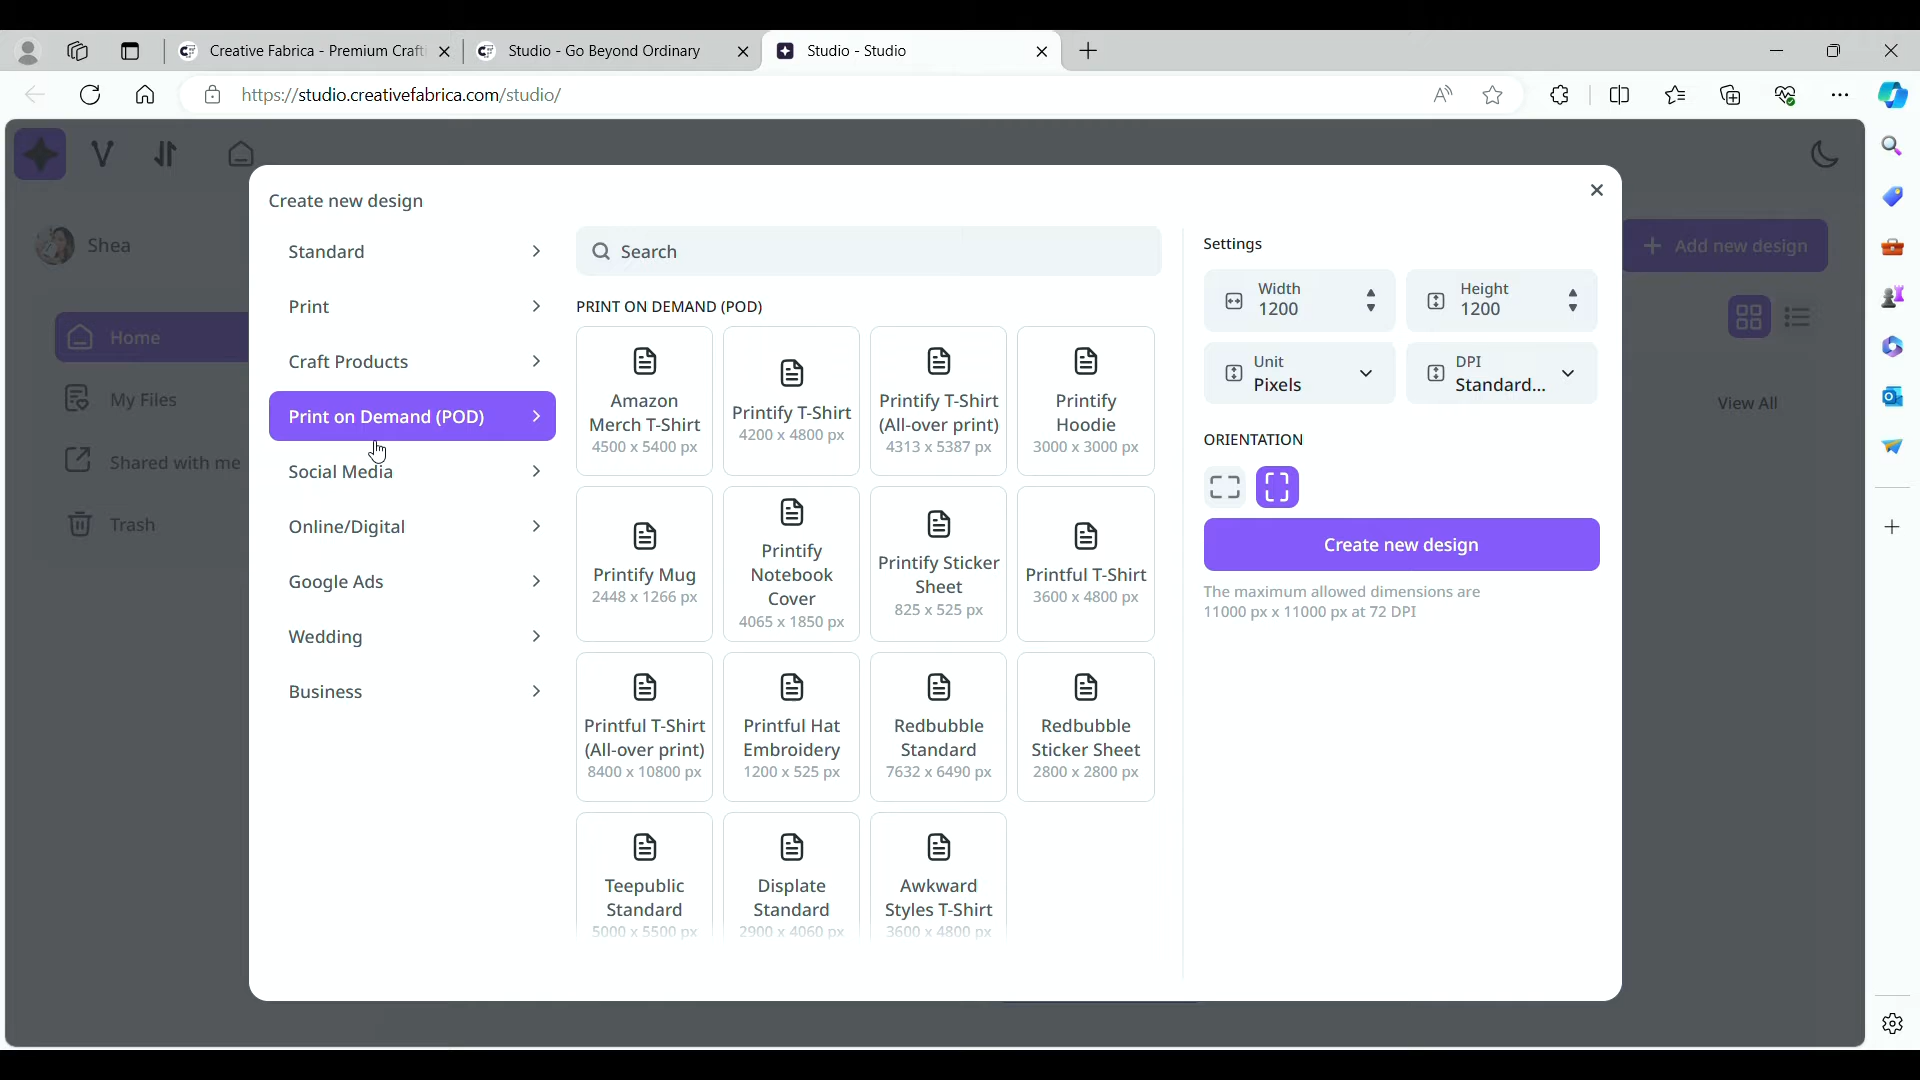 Creative Fabrica - Premium Crafti
Studio - Go Beyond Ordinary
Studio - Studio
https://studio.creativefabrica.com/studio/
Shea
Home
My Files
Shared with me
Trash
Add new design
View All
Create new design
Standard
Print
Craft Products
Print on Demand (POD)
Social Media
Online/Digital
Google Ads
Wedding
Business
Search
PRINT ON DEMAND (POD)
Amazon
Merch T-Shirt
4500 x 5400 px
Printify T-Shirt
4200 x 4800 px
Printify T-Shirt
(All-over print)
4313 x 5387 px
Printify
Hoodie
3000 x 3000 px
Printify Mug
2448 x 1266 px
Printify
Notebook
Cover
4065 x 1850 px
Printify Sticker
Sheet
825 x 525 px
Printful T-Shirt
3600 x 4800 px
Printful T-Shirt
(All-over print)
8400 x 10800 px
Printful Hat
Embroidery
1200 x 525 px
Redbubble
Standard
7632 x 6490 px
Redbubble
Sticker Sheet
2800 x 2800 px
Teepublic
Standard
5000 x 5500 px
Displate
Standard
2900 x 4060 px
Awkward
Styles T-Shirt
3600 x 4800 px
Settings
Width
1200
Height
1200
Unit
Pixels
DPI
Standard...
ORIENTATION
Create new design
The maximum allowed dimensions are
11000 px x 11000 px at 72 DPI